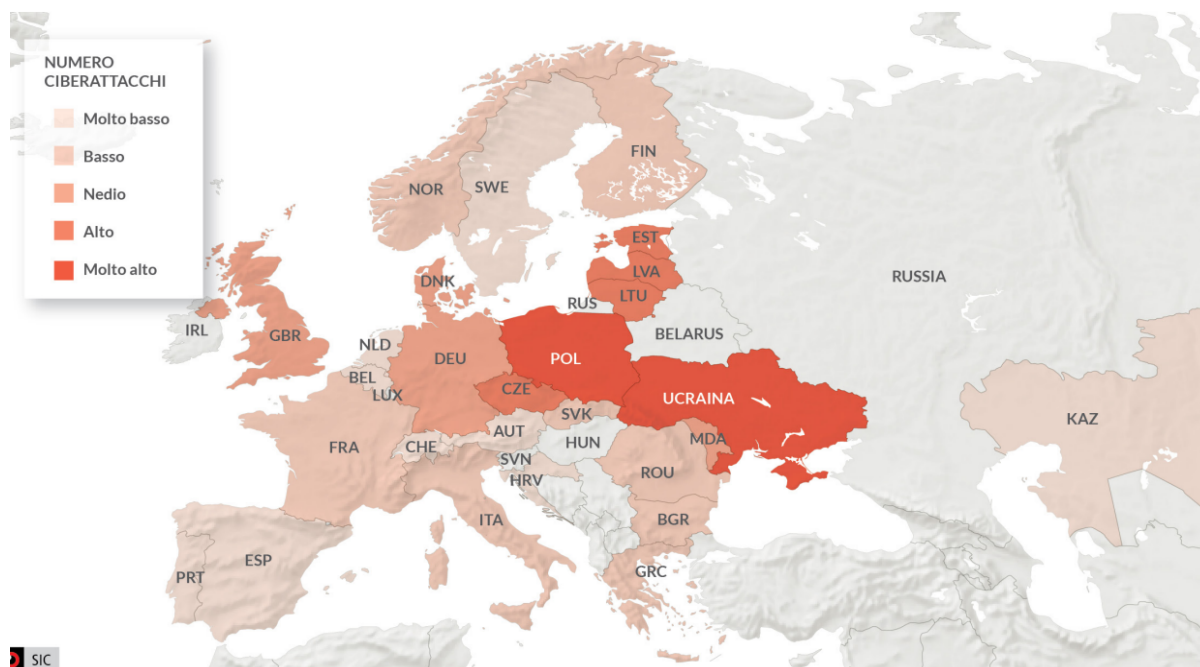 NUMERO
CIBERATTACCHI
Molto basso
Basso
Nedio
Alto
Molto alto
FIN
NOR
SWE
EST
LVA
LTU
RUSSIA
DNK
RUS
IRL
GBR
BELARUS
NLD
DEU
POL
BEL
LUX
CZE
UCRAINA
SVK
KAZ
FRA
CHE
AUT
HUN
MDA
SVN
HRV
ROU
ITA
BGR
PRT
ESP
GRC
SIC